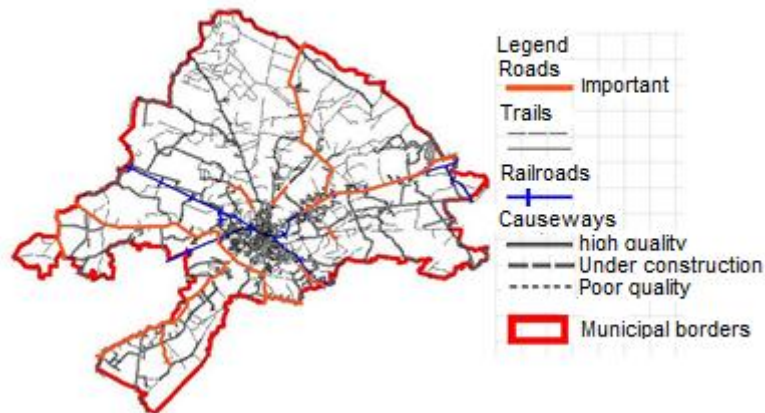 Legend
Roads
Important
Trails
Railroads
Causeways
high quality
Under construction
Poor quality
Municipal borders